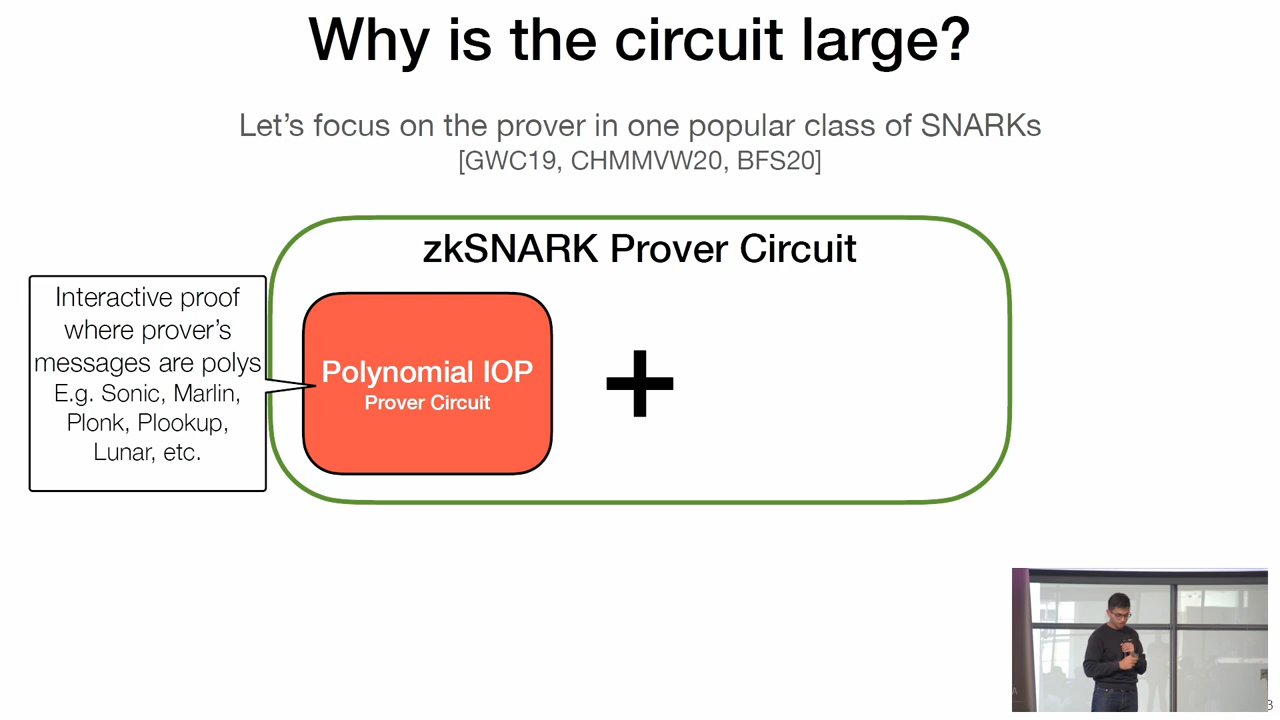 Why is the circuit large?
Let's focus on the prover in one popular class of SNARKs
[GWC19, CHMMVW20, BFS20]
zkSNARK Prover Circuit
Interactive proof
where prover's
messages are polys
E.g. Sonic, Marlin,
Plonk, Plookup,
Lunar, etc.
Polynomial IOP
Prover Circuit
+
3